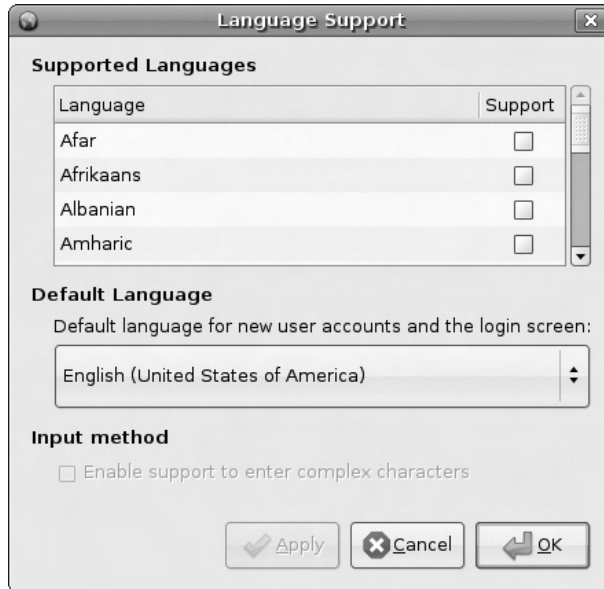 Language Support
Supported Languages
Language Support
Afar
Afrikaans
Albanian
Amharic
Default Language
Default language for new user accounts and the login screen:
English (United States of America)
Input method
Enable support to enter complex characters
Apply Cancel OK